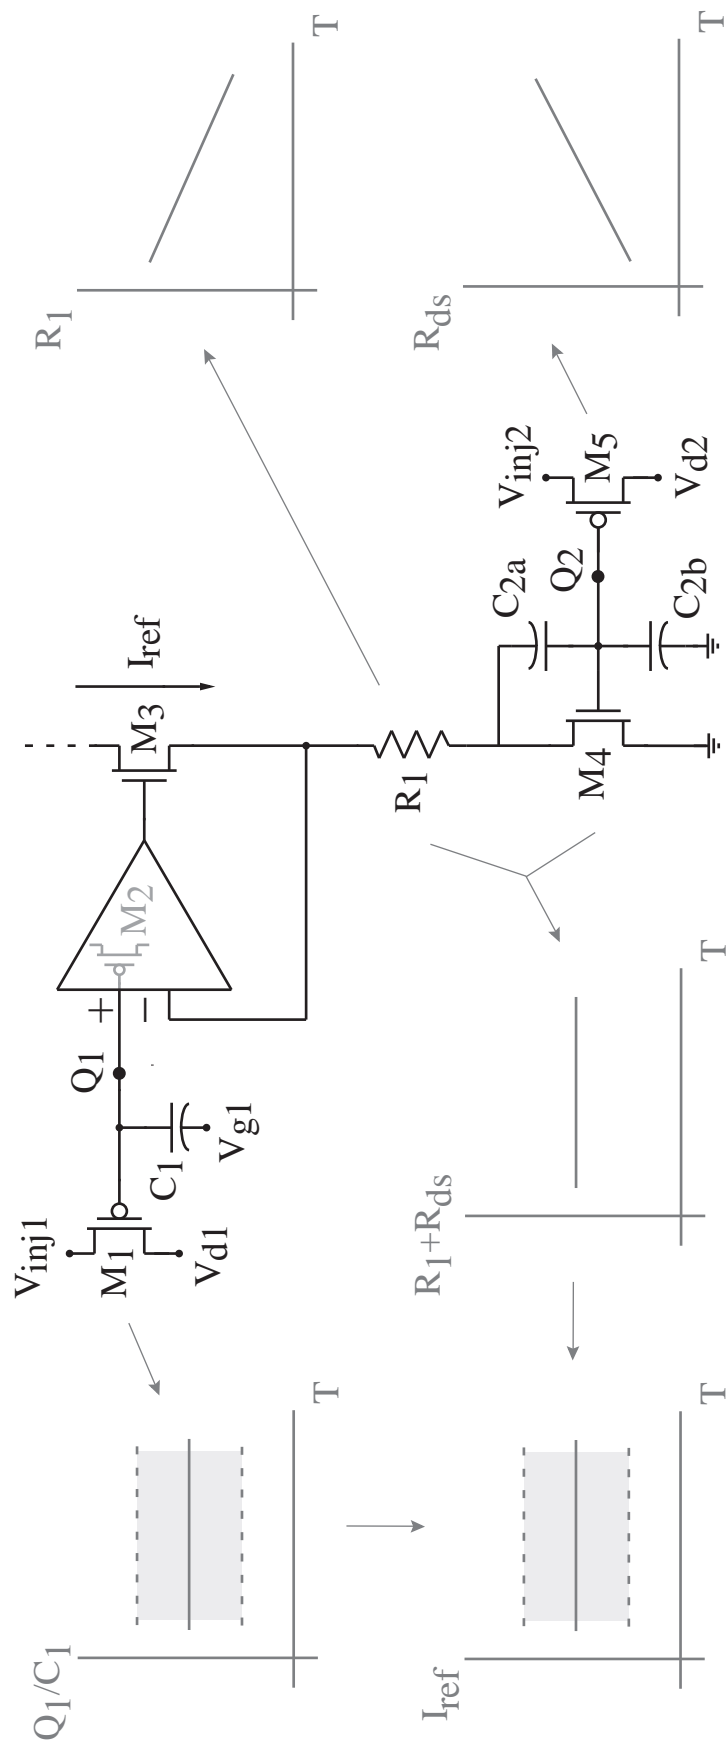 Q1/C1
T
Vinj1
M1
Vd1
C1
Vg1
Q1
+
−
M2
M3
Iref
R1
T
Iref
T
R1+Rds
T
R1
M4
C2a
Q2
C2b
Vinj2
M5
Vd2
Rds
T